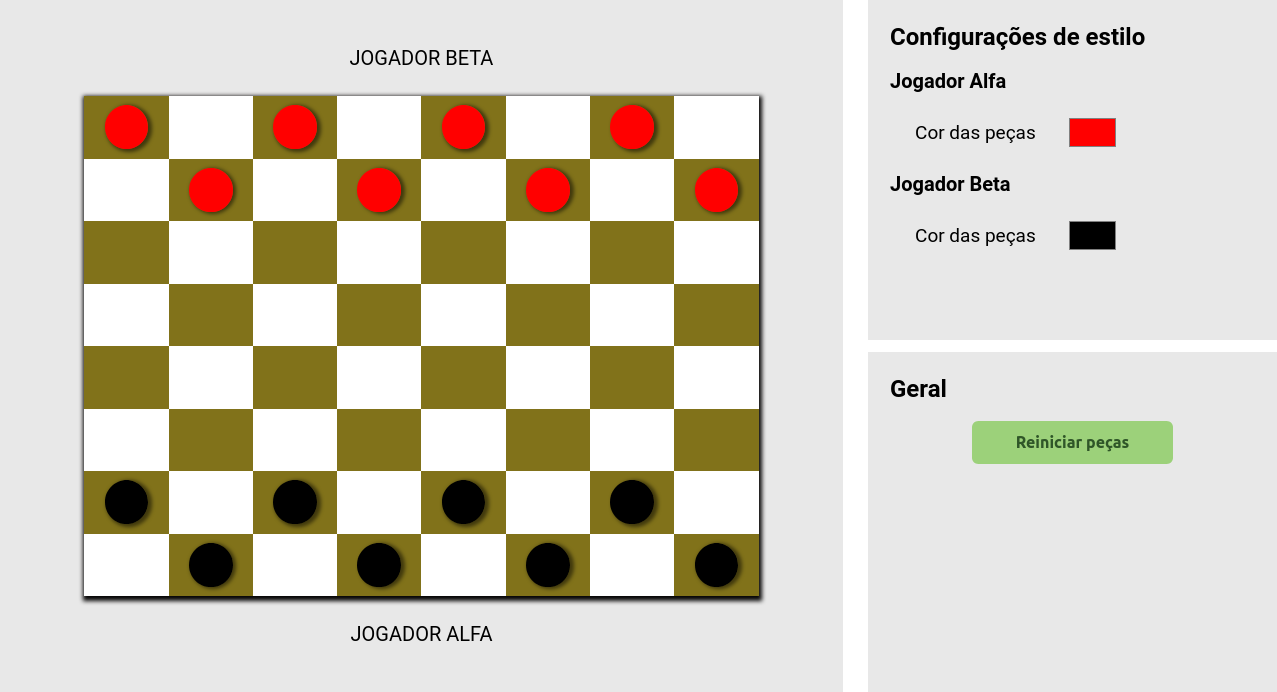 JOGADOR BETA
JOGADOR ALFA
Configurações de estilo
Jogador Alfa
Cor das peças
Jogador Beta
Cor das peças
Geral
Reiniciar peças